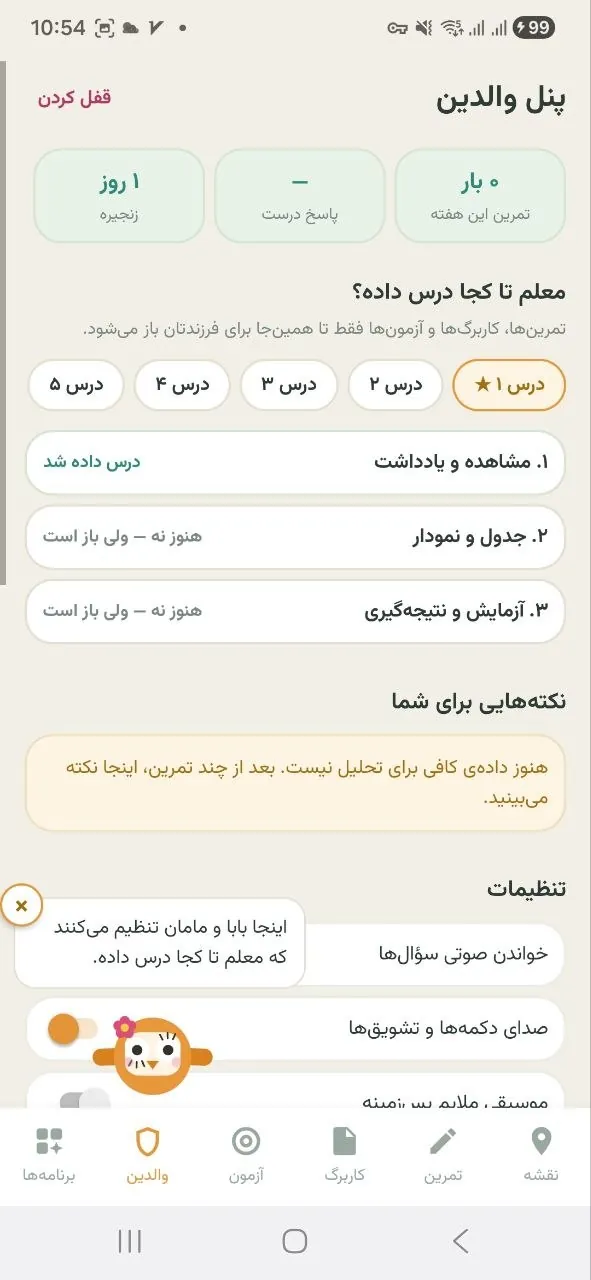 10:54
99
پنل والدین
قفل کردن
۰ بار
تمرین این هفته
—
پاسخ درست
۱ روز
زنجیره
معلم تا کجا درس داده؟
تمرین‌ها، کاربرگ‌ها و آزمون‌ها فقط تا همین‌جا برای فرزندتان باز می‌شود.
درس ۱ ★
درس ۲
درس ۳
درس ۴
درس ۵
۱. مشاهده و یادداشت
درس داده شد
۲. جدول و نمودار
هنوز نه — ولی باز است
۳. آزمایش و نتیجه‌گیری
هنوز نه — ولی باز است
نکته‌هایی برای شما
هنوز داده‌ی کافی برای تحلیل نیست. بعد از چند تمرین، اینجا نکته
می‌بینید.
تنظیمات
خواندن صوتی سؤال‌ها
اینجا بابا و مامان تنظیم می‌کنند
که معلم تا کجا درس داده.
صدای دکمه‌ها و تشویق‌ها
موسیقی ملایم پس‌زمینه
نقشه
تمرین
کاربرگ
آزمون
والدین
برنامه‌ها